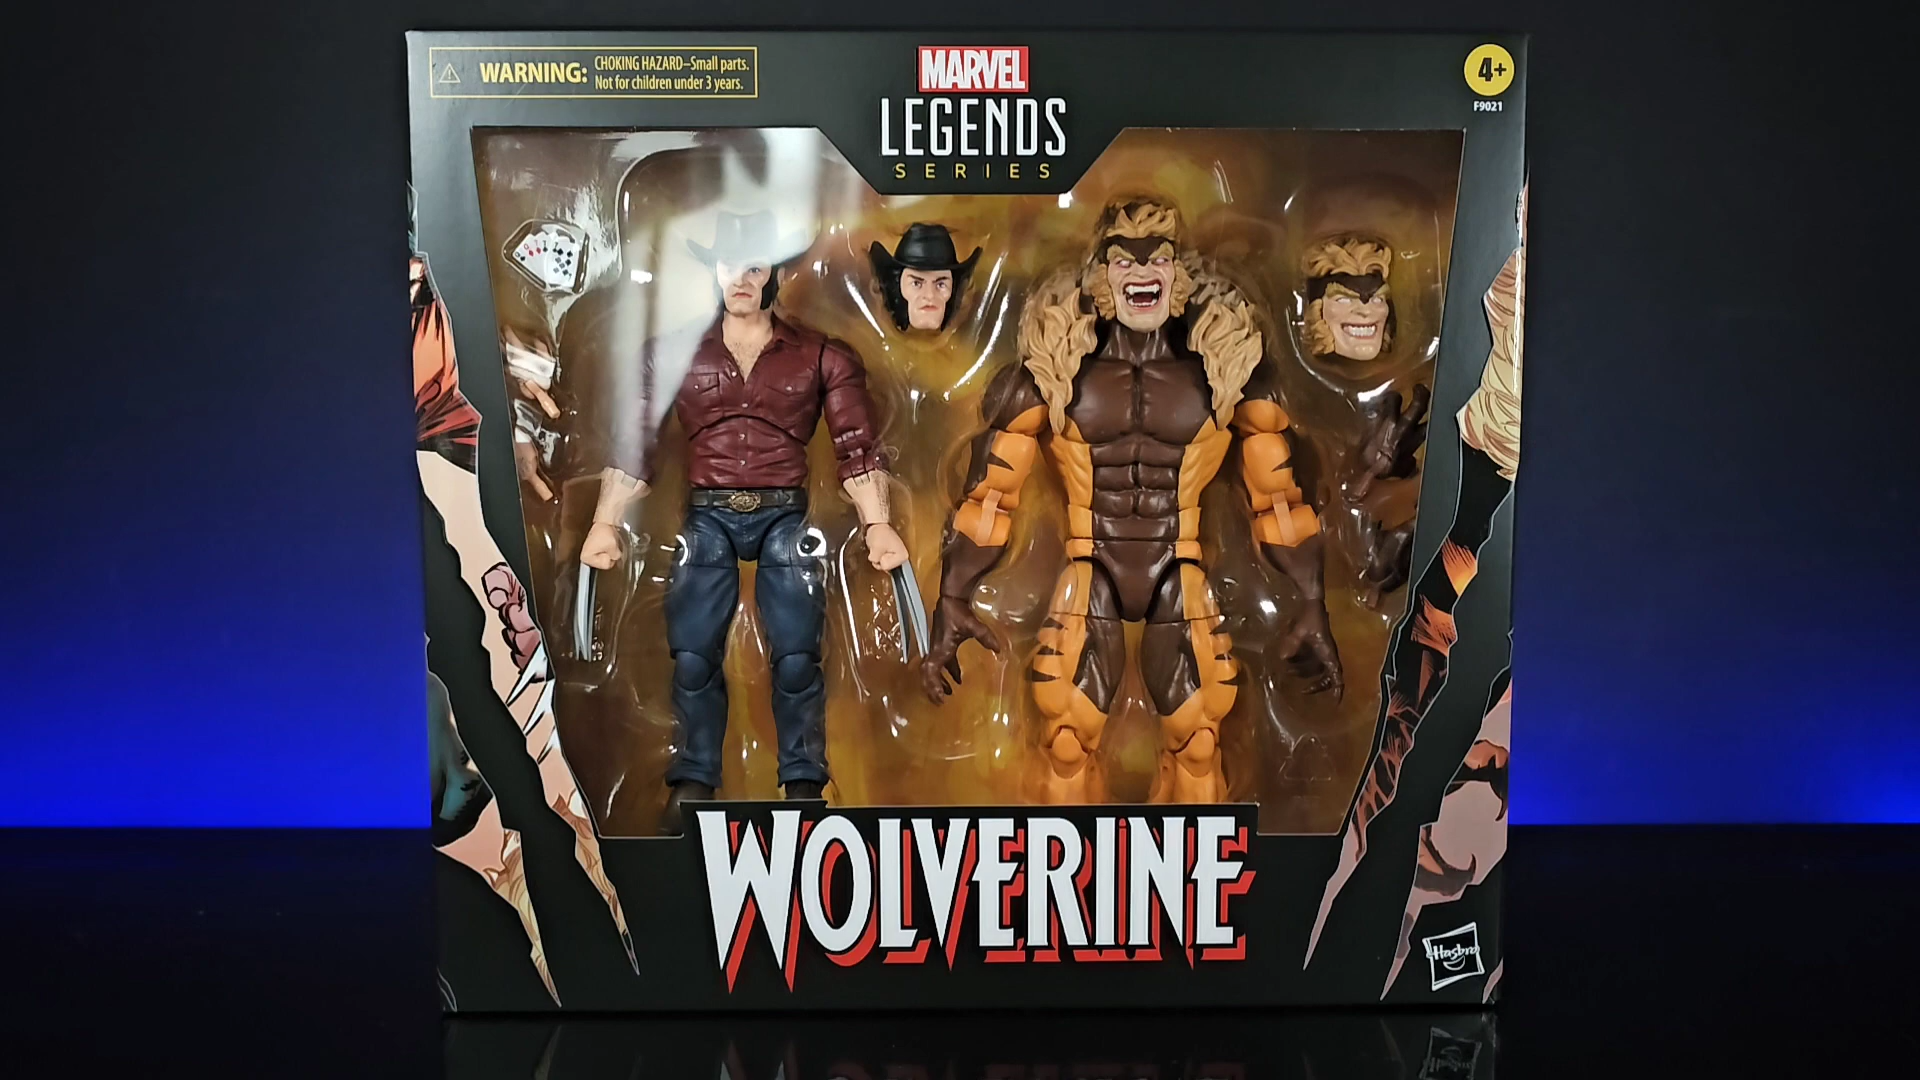 WARNING:
CHOKING HAZARD–Small parts.
Not for children under 3 years.
MARVEL
LEGENDS
SERIES
4+
F9021
WOLVERINE
Hasbro